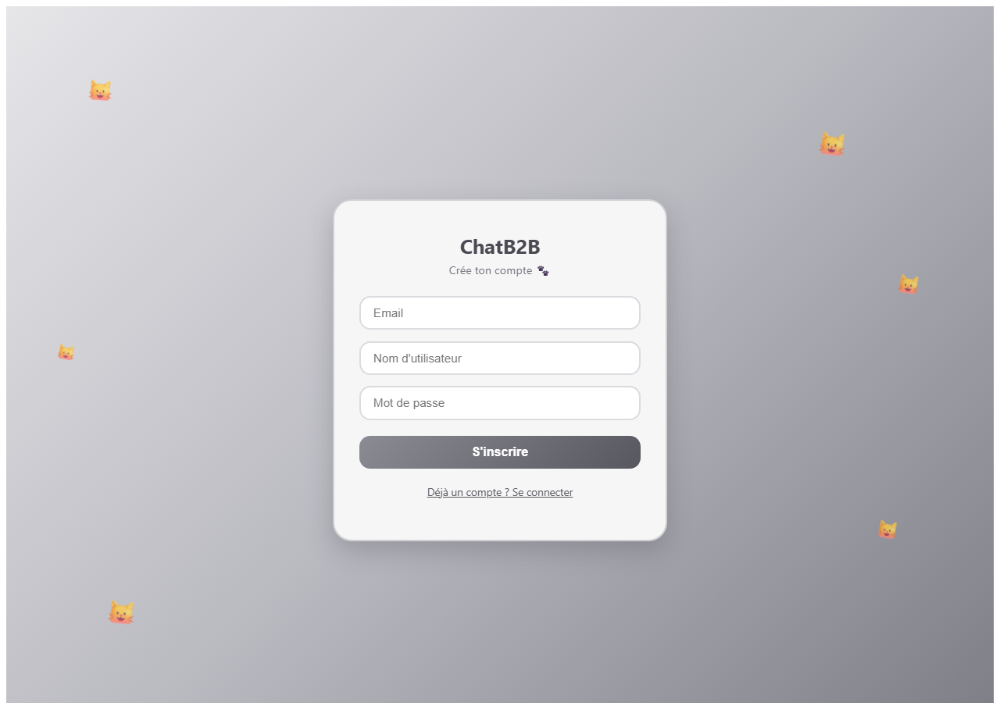 ChatB2B
Crée ton compte 🐾
Email
Nom d'utilisateur
Mot de passe
S'inscrire
Déjà un compte ? Se connecter